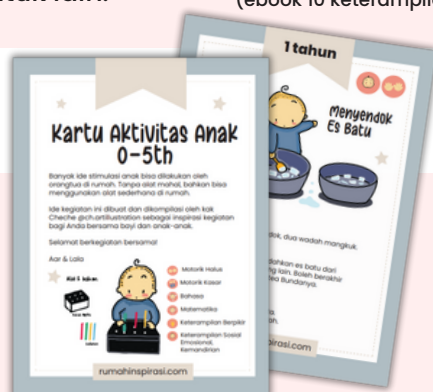 (ebook 10
1 tahun
Menyendok
Es Batu
dua wadah mangkuk.
es batu dari
lain. Boleh berakhir
Bundanya.
Kartu Aktivitas Anak
0-5th
Banyak ide stimulasi anak bisa dilakukan oleh
orangtua di rumah. Tanpa alat mahal, bahkan bisa
menggunakan alat sederhana di rumah.
Ide kegiatan ini dibuat dan dikompilasi oleh kak
Cheche @ch.artillustration sebagai inspirasi kegiatan
bagi Anda bersama bayi dan anak-anak.
Selamat berkegiatan bersama!
Aar & Lala
Motorik Halus
Motorik Kasar
Bahasa
Matematika
Keterampilan Berpikir
Keterampilan Sosial
Emosional,
Kemandirian
rumahinspirasi.com